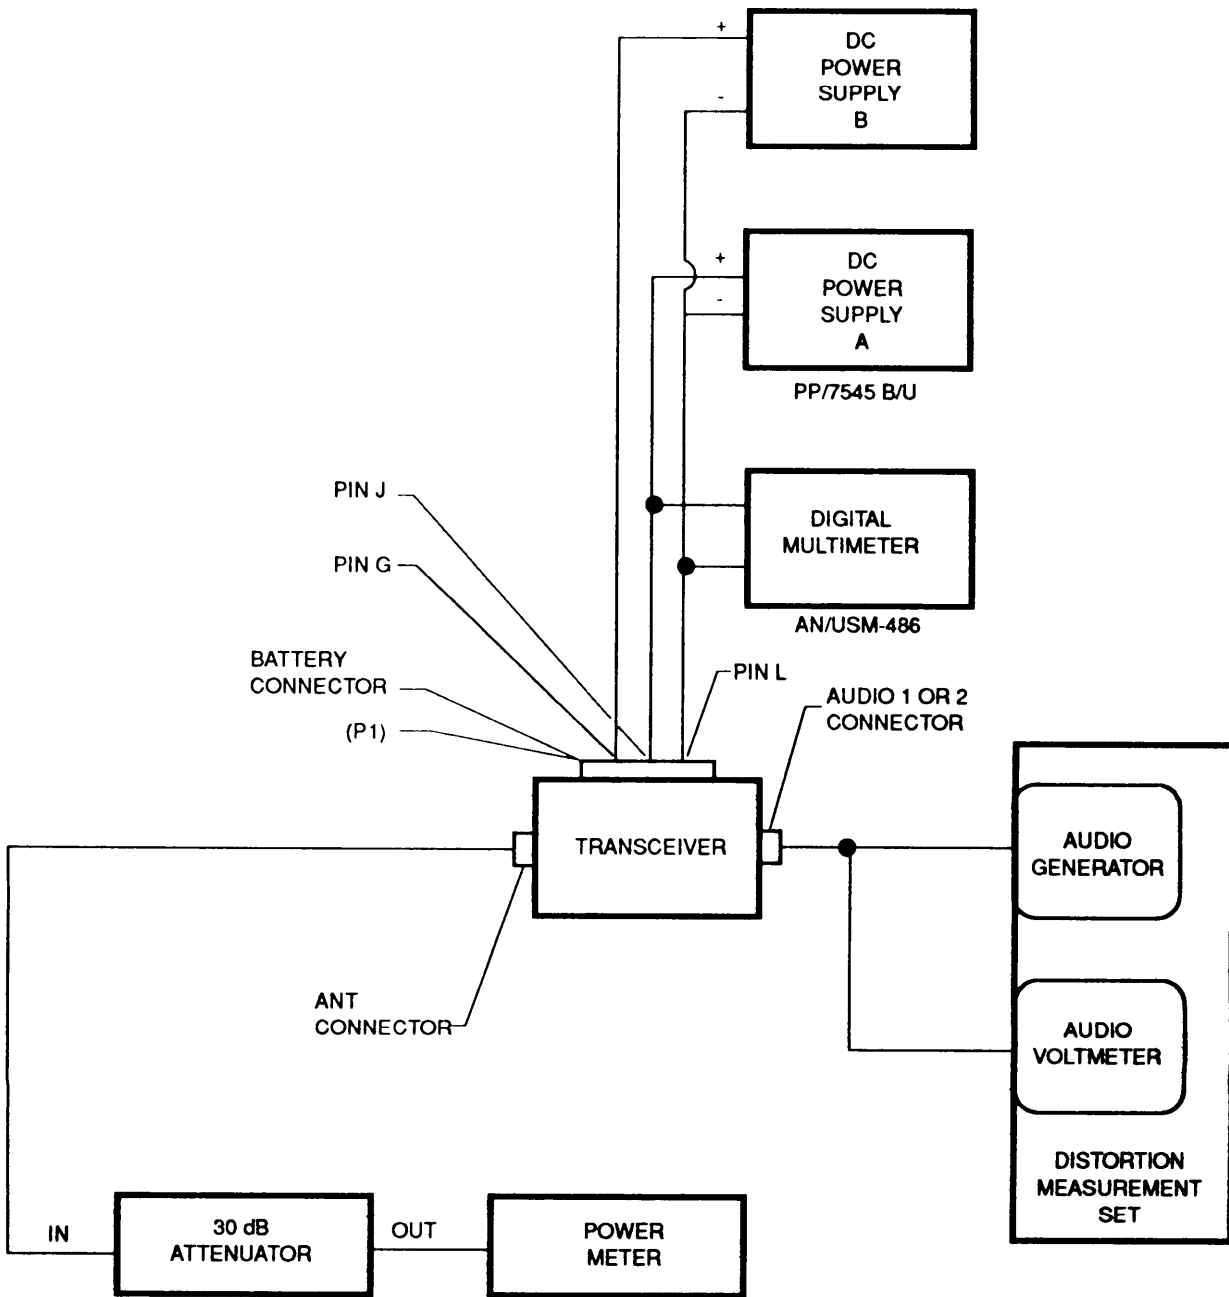 +
DC
POWER
SUPPLY
B
-
+
DC
POWER
SUPPLY
A
-
PP/7545 B/U
PIN J
DIGITAL
MULTIMETER
PIN G
AN/USM-486
BATTERY
CONNECTOR
(P1)
PIN L
AUDIO 1 OR 2
CONNECTOR
TRANSCEIVER
AUDIO
GENERATOR
ANT
CONNECTOR
AUDIO
VOLTMETER
DISTORTION
MEASUREMENT
SET
IN
30 dB
ATTENUATOR
OUT
POWER
METER